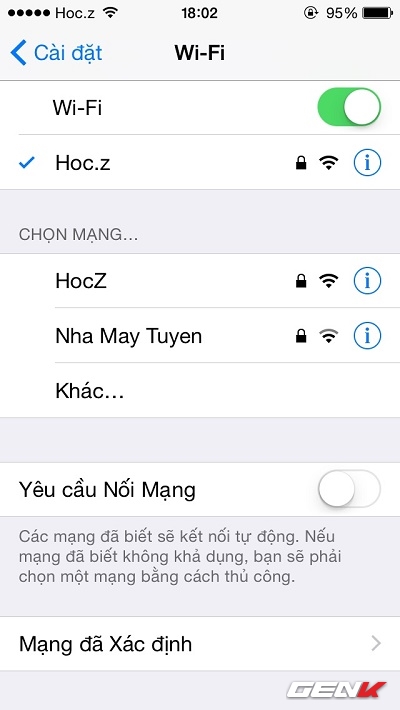 Hoc.z 18:02 95%
Cài đặt Wi-Fi
Wi-Fi
Hoc.z
CHỌN MẠNG...
HocZ
Nha May Tuyen
Khác...
Yêu cầu Nối Mạng
Các mạng đã biết sẽ kết nối tự động. Nếu
mạng đã biết không khả dụng, bạn sẽ phải
chọn một mạng bằng cách thủ công.
Mạng đã Xác định
GENK